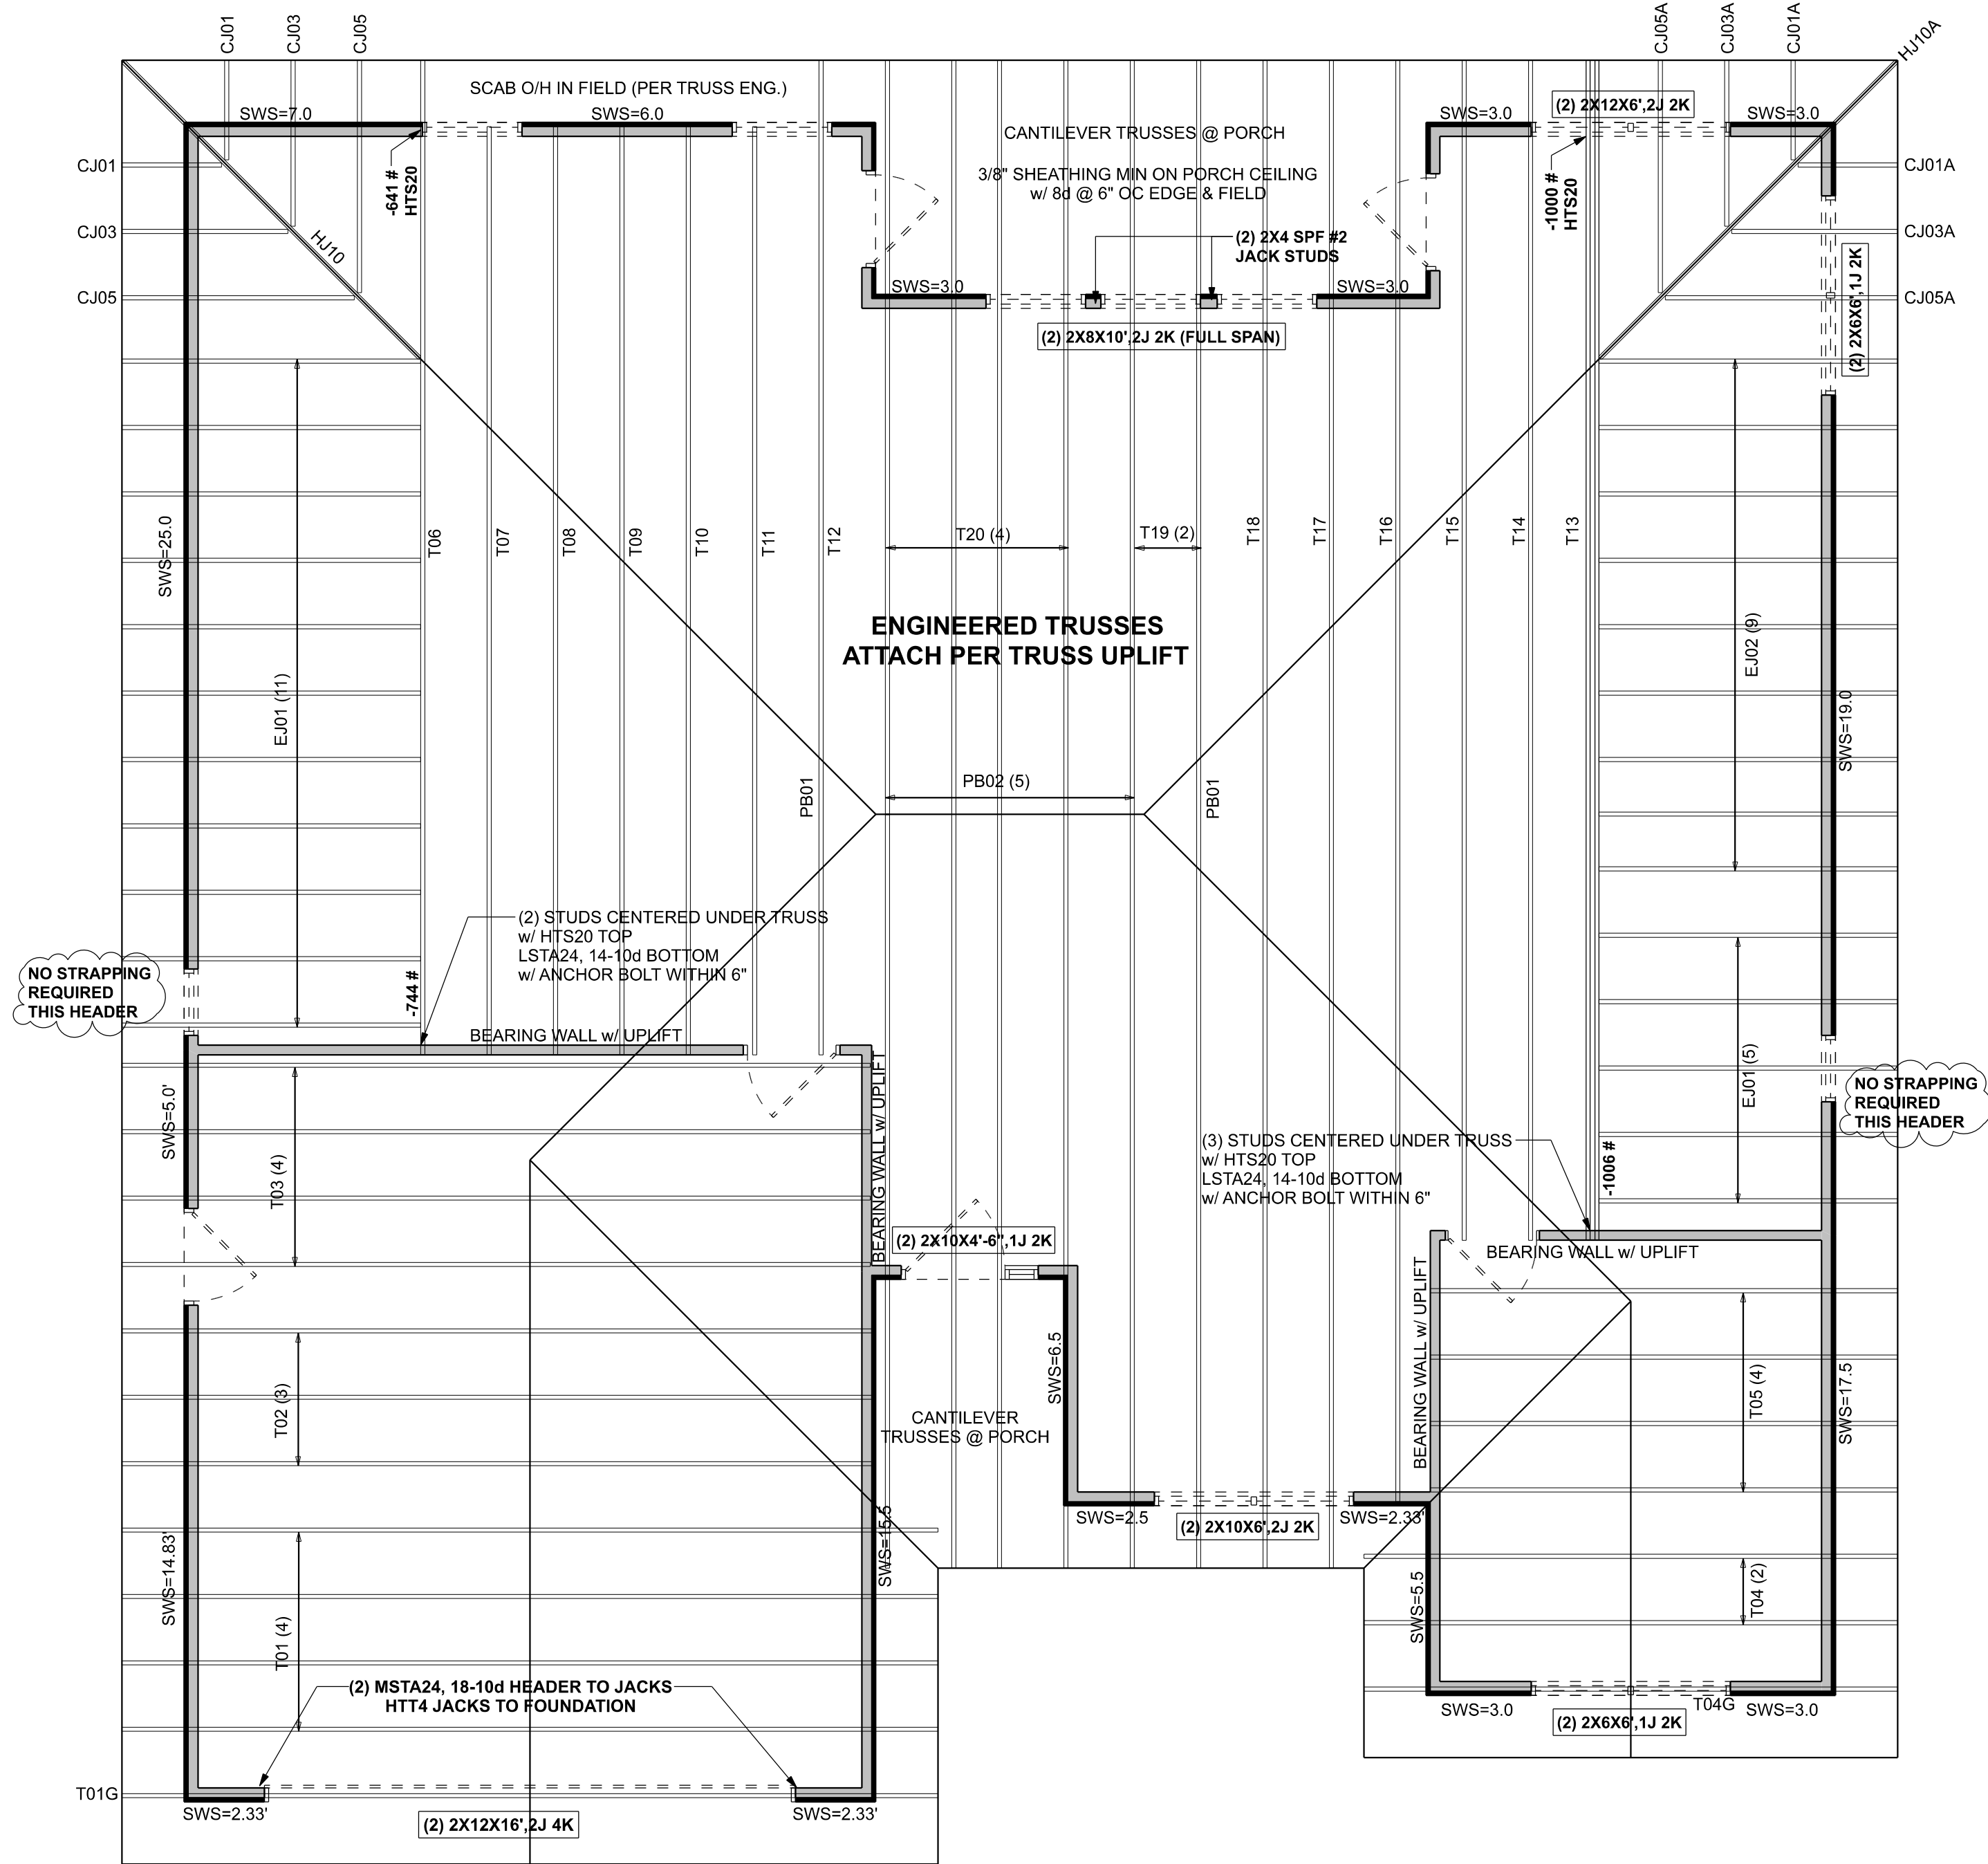 CJ01
CJ03
CJ05
CJ05A
CJ03A
CJ01A
HJ10A
SCAB O/H IN FIELD (PER TRUSS ENG.)
SWS=7.0
SWS=6.0
SWS=3.0
(2) 2X12X6',2J 2K
SWS=3.0
CANTILEVER TRUSSES @ PORCH
3/8" SHEATHING MIN ON PORCH CEILING
w/ 8d @ 6" OC EDGE & FIELD
CJ01
CJ03
CJ05
HJ10
-641 #
HTS20
-1000 #
HTS20
CJ01A
CJ03A
CJ05A
(2) 2X4 SPF #2
JACK STUDS
SWS=3.0
SWS=3.0
(2) 2X8X10',2J 2K (FULL SPAN)
(2) 2X6X6',1J 2K
SWS=25.0
T06
T07
T08
T09
T10
T11
T12
T20 (4)
T19 (2)
T18
T17
T16
T15
T14
T13
ENGINEERED TRUSSES
ATTACH PER TRUSS UPLIFT
EJ01 (11)
EJ02 (9)
SWS=19.0
PB01
PB02 (5)
PB01
(2) STUDS CENTERED UNDER TRUSS
w/ HTS20 TOP
LSTA24, 14-10d BOTTOM
w/ ANCHOR BOLT WITHIN 6"
NO STRAPPING
REQUIRED
THIS HEADER
-744 #
BEARING WALL w/ UPLIFT
BEARING WALL w/ UPLIFT
SWS=5.0'
T03 (4)
EJ01 (5)
NO STRAPPING
REQUIRED
THIS HEADER
(3) STUDS CENTERED UNDER TRUSS
w/ HTS20 TOP
LSTA24, 14-10d BOTTOM
w/ ANCHOR BOLT WITHIN 6"
-1006 #
(2) 2X10X4'-6",1J 2K
BEARING WALL w/ UPLIFT
BEARING WALL w/ UPLIFT
SWS=6.5
T02 (3)
CANTILEVER
TRUSSES @ PORCH
T05 (4)
SWS=17.5
SWS=14.83'
SWS=15.5
SWS=2.5
(2) 2X10X6',2J 2K
SWS=2.33'
SWS=5.5
T04 (2)
T01 (4)
(2) MSTA24, 18-10d HEADER TO JACKS
HTT4 JACKS TO FOUNDATION
SWS=3.0
T04G
SWS=3.0
(2) 2X6X6',1J 2K
T01G
SWS=2.33'
(2) 2X12X16',2J 4K
SWS=2.33'